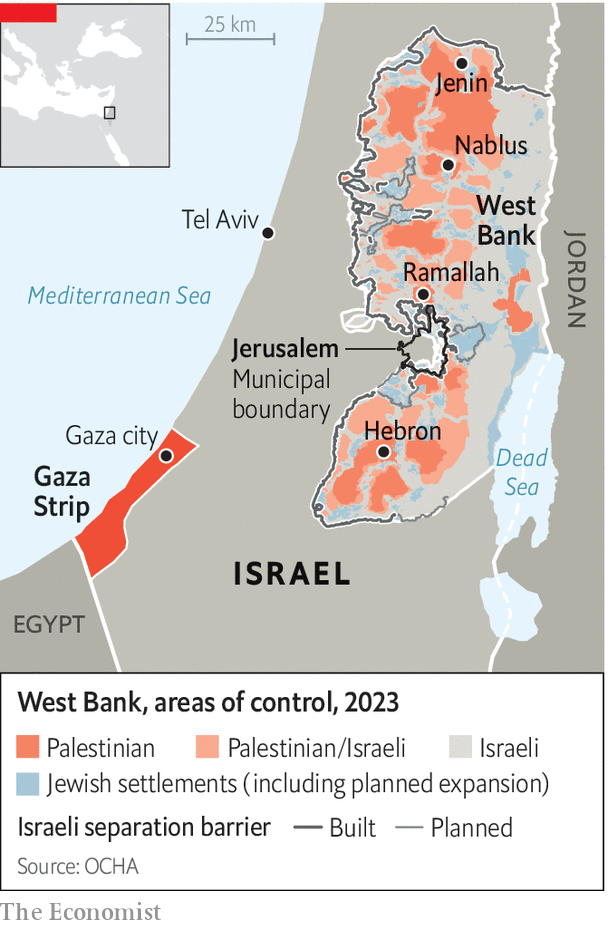 25 km
Jenin
Nablus
Tel Aviv
West
Bank
JORDAN
Ramallah
Mediterranean Sea
Jerusalem
Municipal
boundary
Gaza city
Hebron
Gaza
Strip
Dead
Sea
ISRAEL
EGYPT
West Bank, areas of control, 2023
Palestinian Palestinian/Israeli Israeli
Jewish settlements (including planned expansion)
Israeli separation barrier Built Planned
Source: OCHA
The Economist